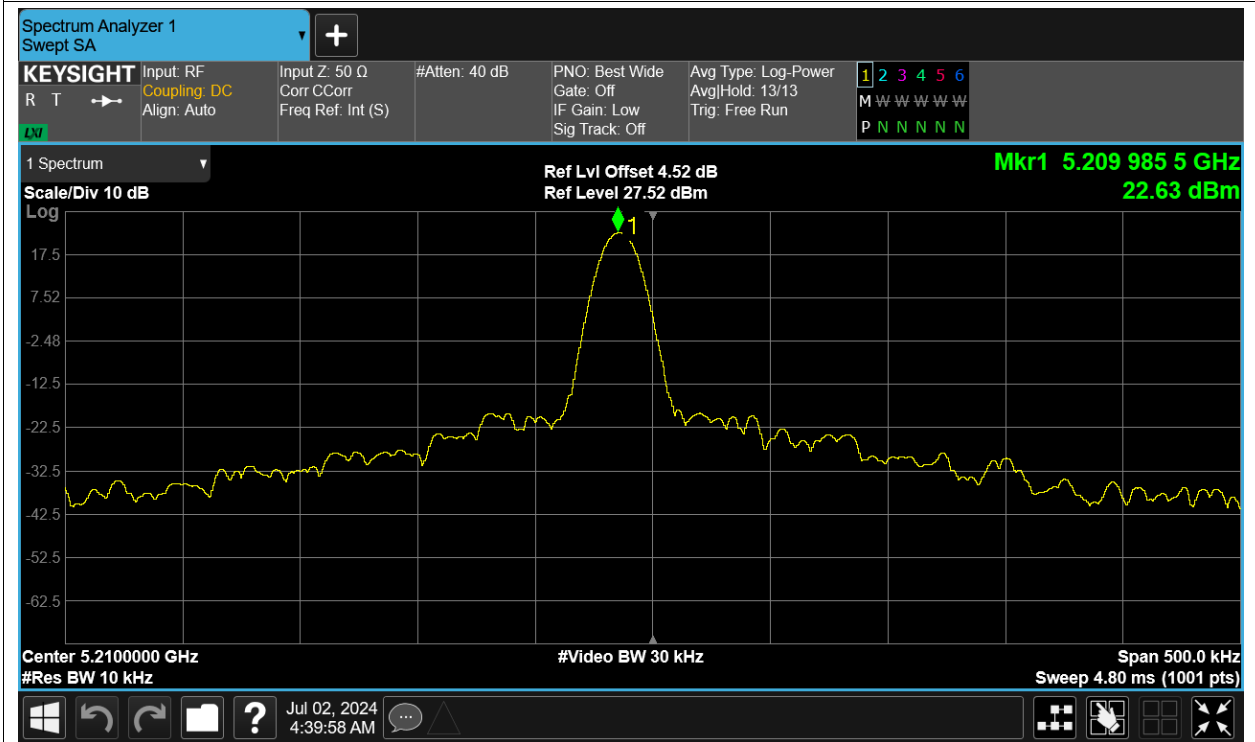 Spectrum Analyzer 1
Swept SA
KEYSIGHT
R T
LXI
Input: RF
Coupling: DC
Align: Auto
Input Z: 50 Ω
Corr CCorr
Freq Ref: Int (S)
#Atten: 40 dB
PNO: Best Wide
Gate: Off
IF Gain: Low
Sig Track: Off
Avg Type: Log-Power
Avg|Hold: 13/13
Trig: Free Run
1 2 3 4 5 6
M W W W W W
P N N N N N
1 Spectrum
Scale/Div 10 dB
Log
Ref Lvl Offset 4.52 dB
Ref Level 27.52 dBm
Mkr1 5.209 985 5 GHz
22.63 dBm
1
17.5
7.52
-2.48
-12.5
-22.5
-32.5
-42.5
-52.5
-62.5
Center 5.2100000 GHz
#Res BW 10 kHz
#Video BW 30 kHz
Span 500.0 kHz
Sweep 4.80 ms (1001 pts)
?
Jul 02, 2024
4:39:58 AM